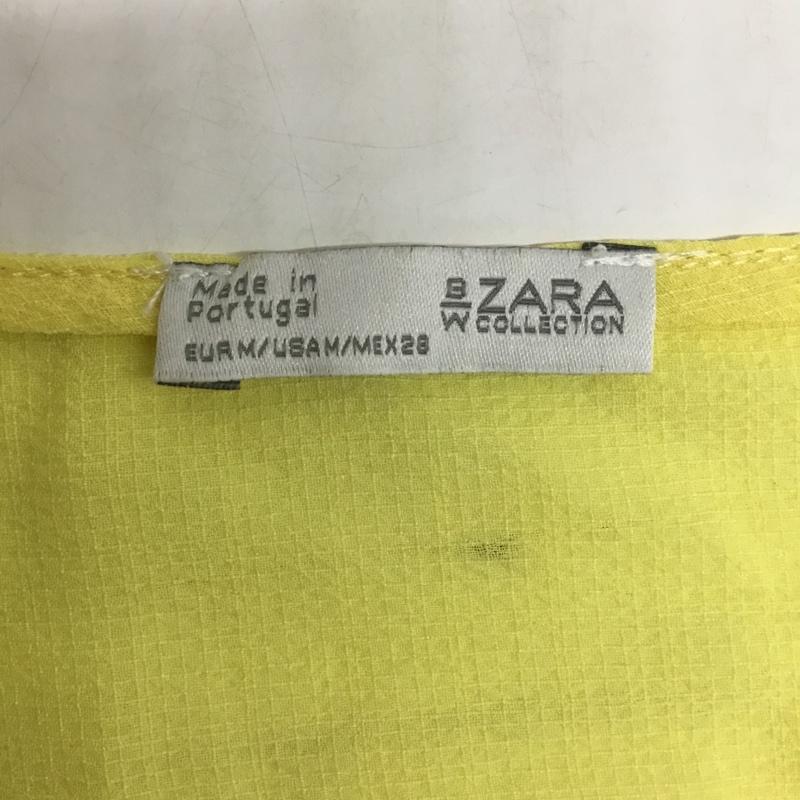 Made in
Portugal
EUR M/USA M/MEX 28
B/W ZARA
COLLECTION